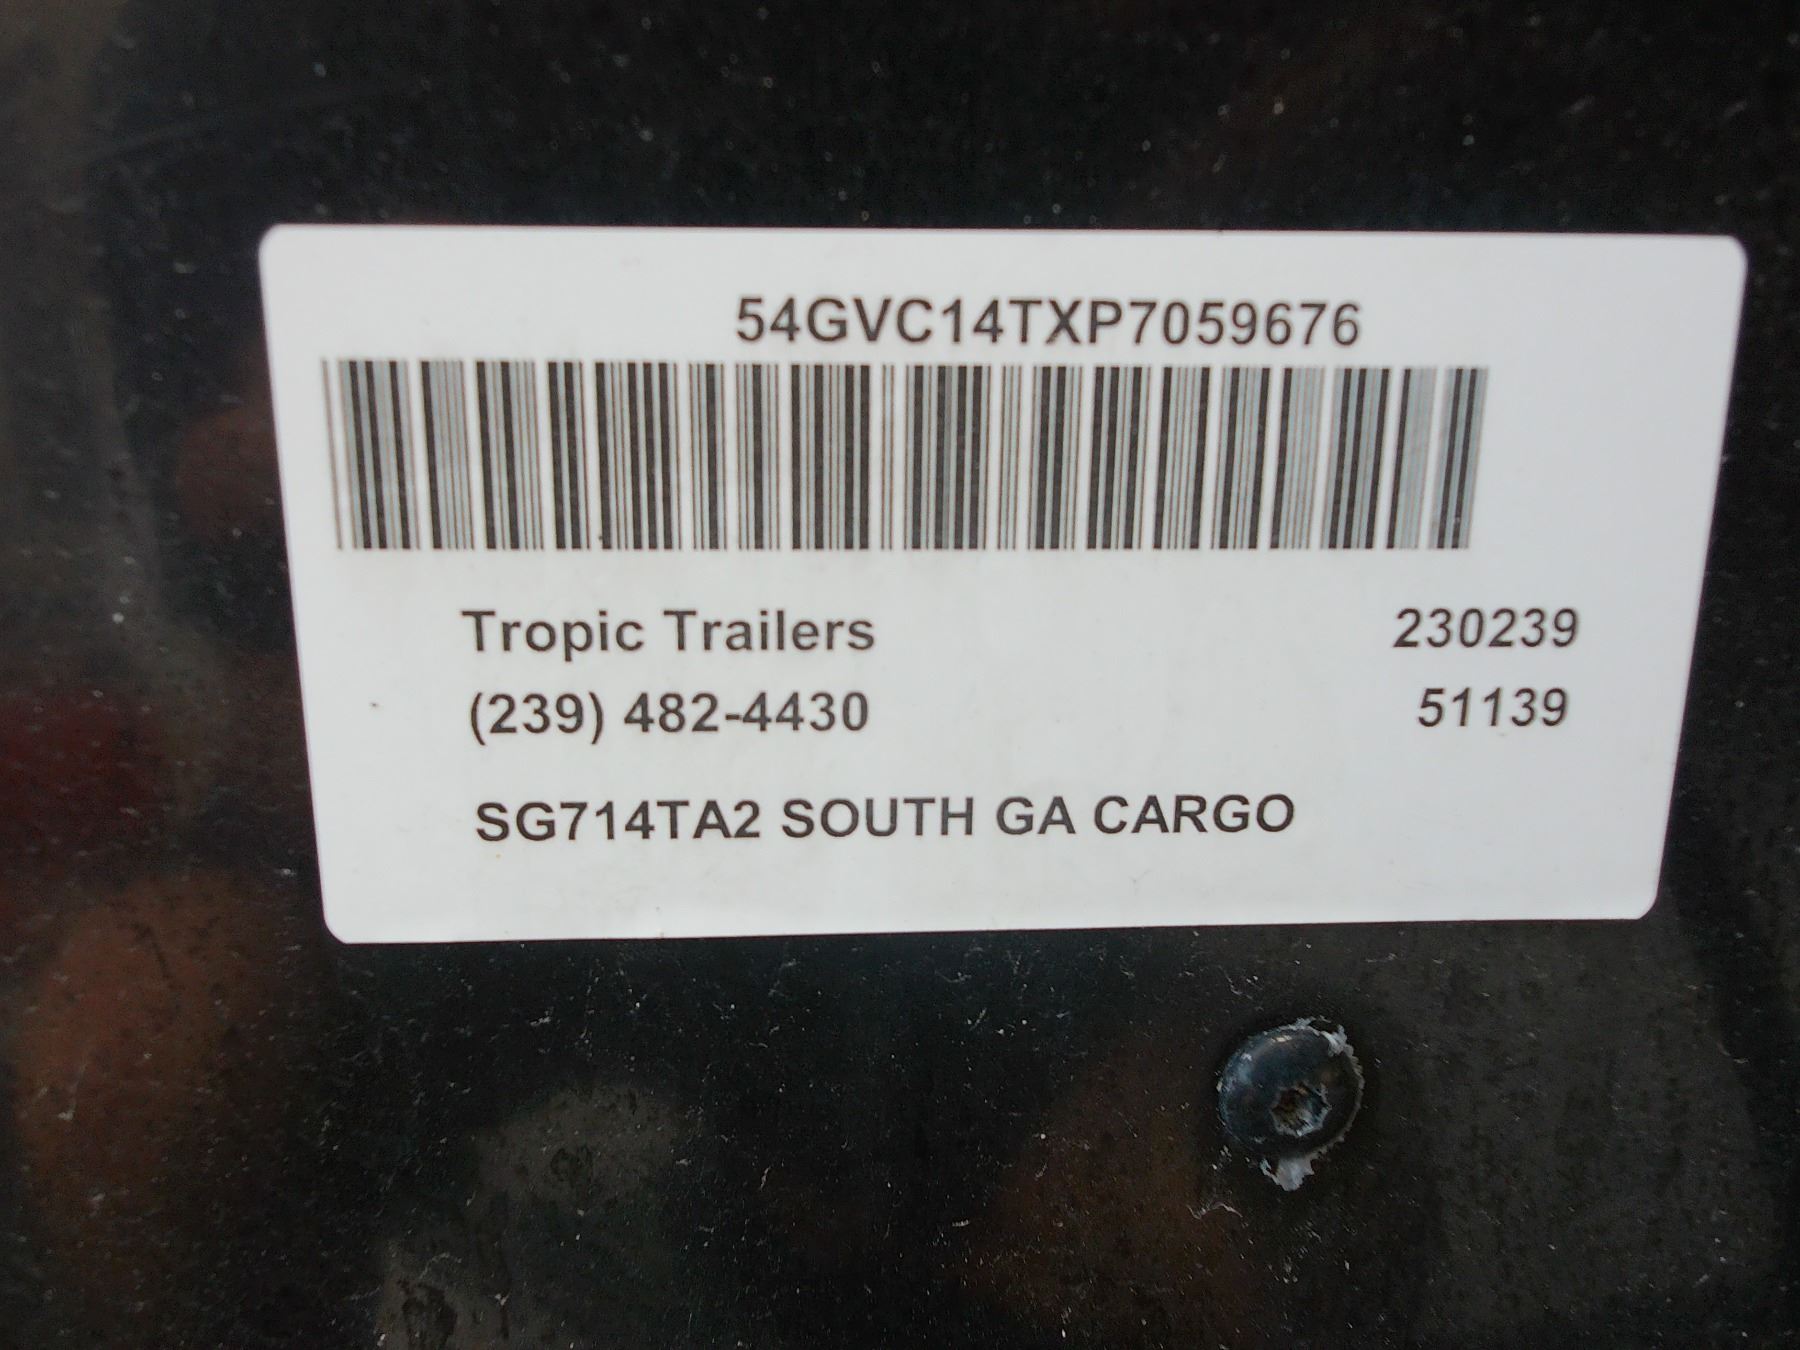 54GVC14TXP7059676
Tropic Trailers 230239
(239) 482-4430 51139
SG714TA2 SOUTH GA CARGO